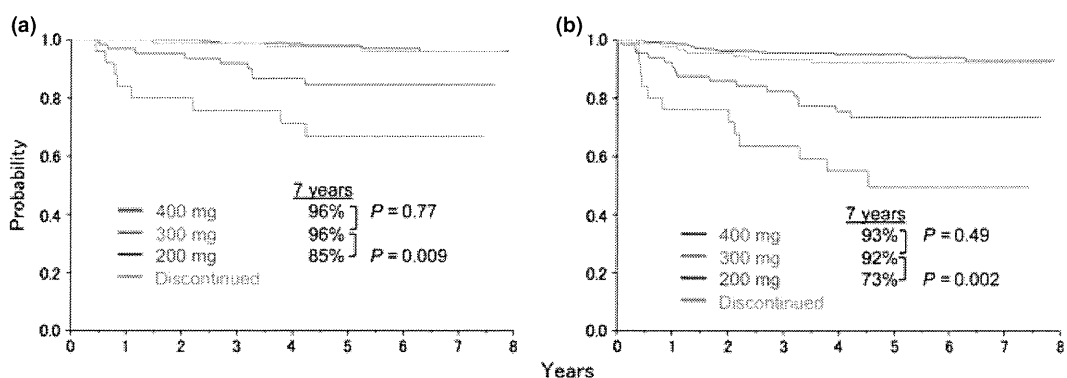 (a)
(b)
Probability
1.0
0.8
0.6
0.4
0.2
0.0
0 1 2 3 4 5 6 7 8
7 years
400 mg 96% P = 0.77
300 mg 96%
200 mg 85% P = 0.009
Discontinued
1.0
0.8
0.6
0.4
0.2
0.0
0 1 2 3 4 5 6 7 8
7 years
400 mg 93% P = 0.49
300 mg 92%
200 mg 73% P = 0.002
Discontinued
Years